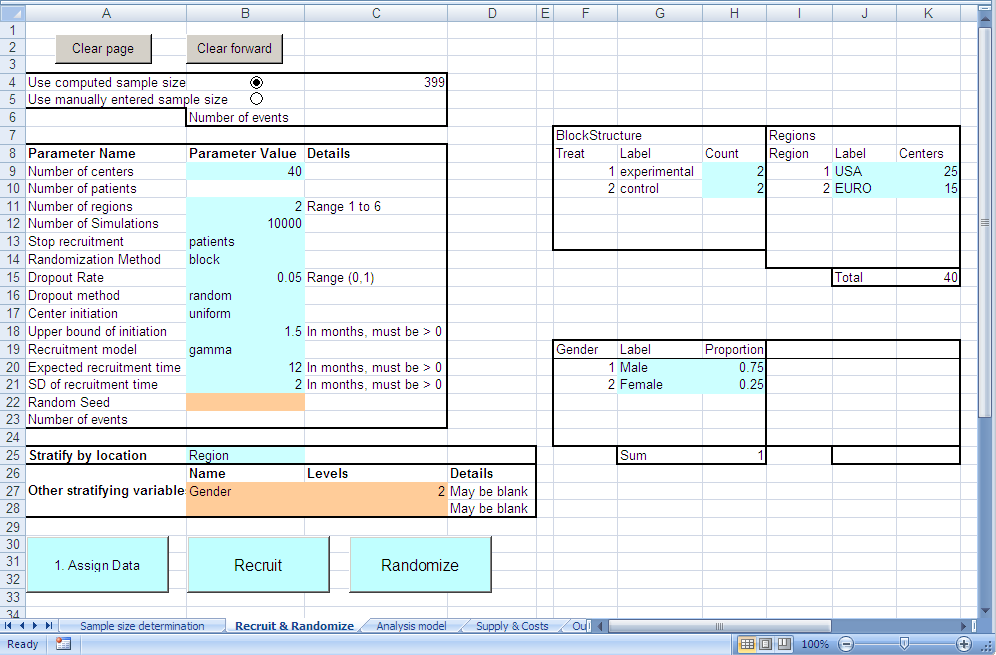 A B C D E F G H I J K
1
2 Clear page Clear forward
3
4 Use computed sample size 399
5 Use manually entered sample size
6 Number of events
7 BlockStructure Regions
8 Parameter Name Parameter Value Details Treat Label Count Region Label Centers
9 Number of centers 40 1 experimental 2 1 USA 25
10 Number of patients 2 control 2 2 EURO 15
11 Number of regions 2 Range 1 to 6
12 Number of Simulations 10000
13 Stop recruitment patients
14 Randomization Method block
15 Dropout Rate 0.05 Range (0,1) Total 40
16 Dropout method random
17 Center initiation uniform
18 Upper bound of initiation 1.5 In months, must be > 0
19 Recruitment model gamma Gender Label Proportion
20 Expected recruitment time 12 In months, must be > 0 1 Male 0.75
21 SD of recruitment time 2 In months, must be > 0 2 Female 0.25
22 Random Seed
23 Number of events
24
25 Stratify by location Region Sum 1
26 Name Levels Details
27 Other stratifying variable Gender 2 May be blank
28 May be blank
29
30
31 1. Assign Data Recruit Randomize
32
33
34
Sample size determination Recruit & Randomize Analysis model Supply & Costs Ou
Ready 100%